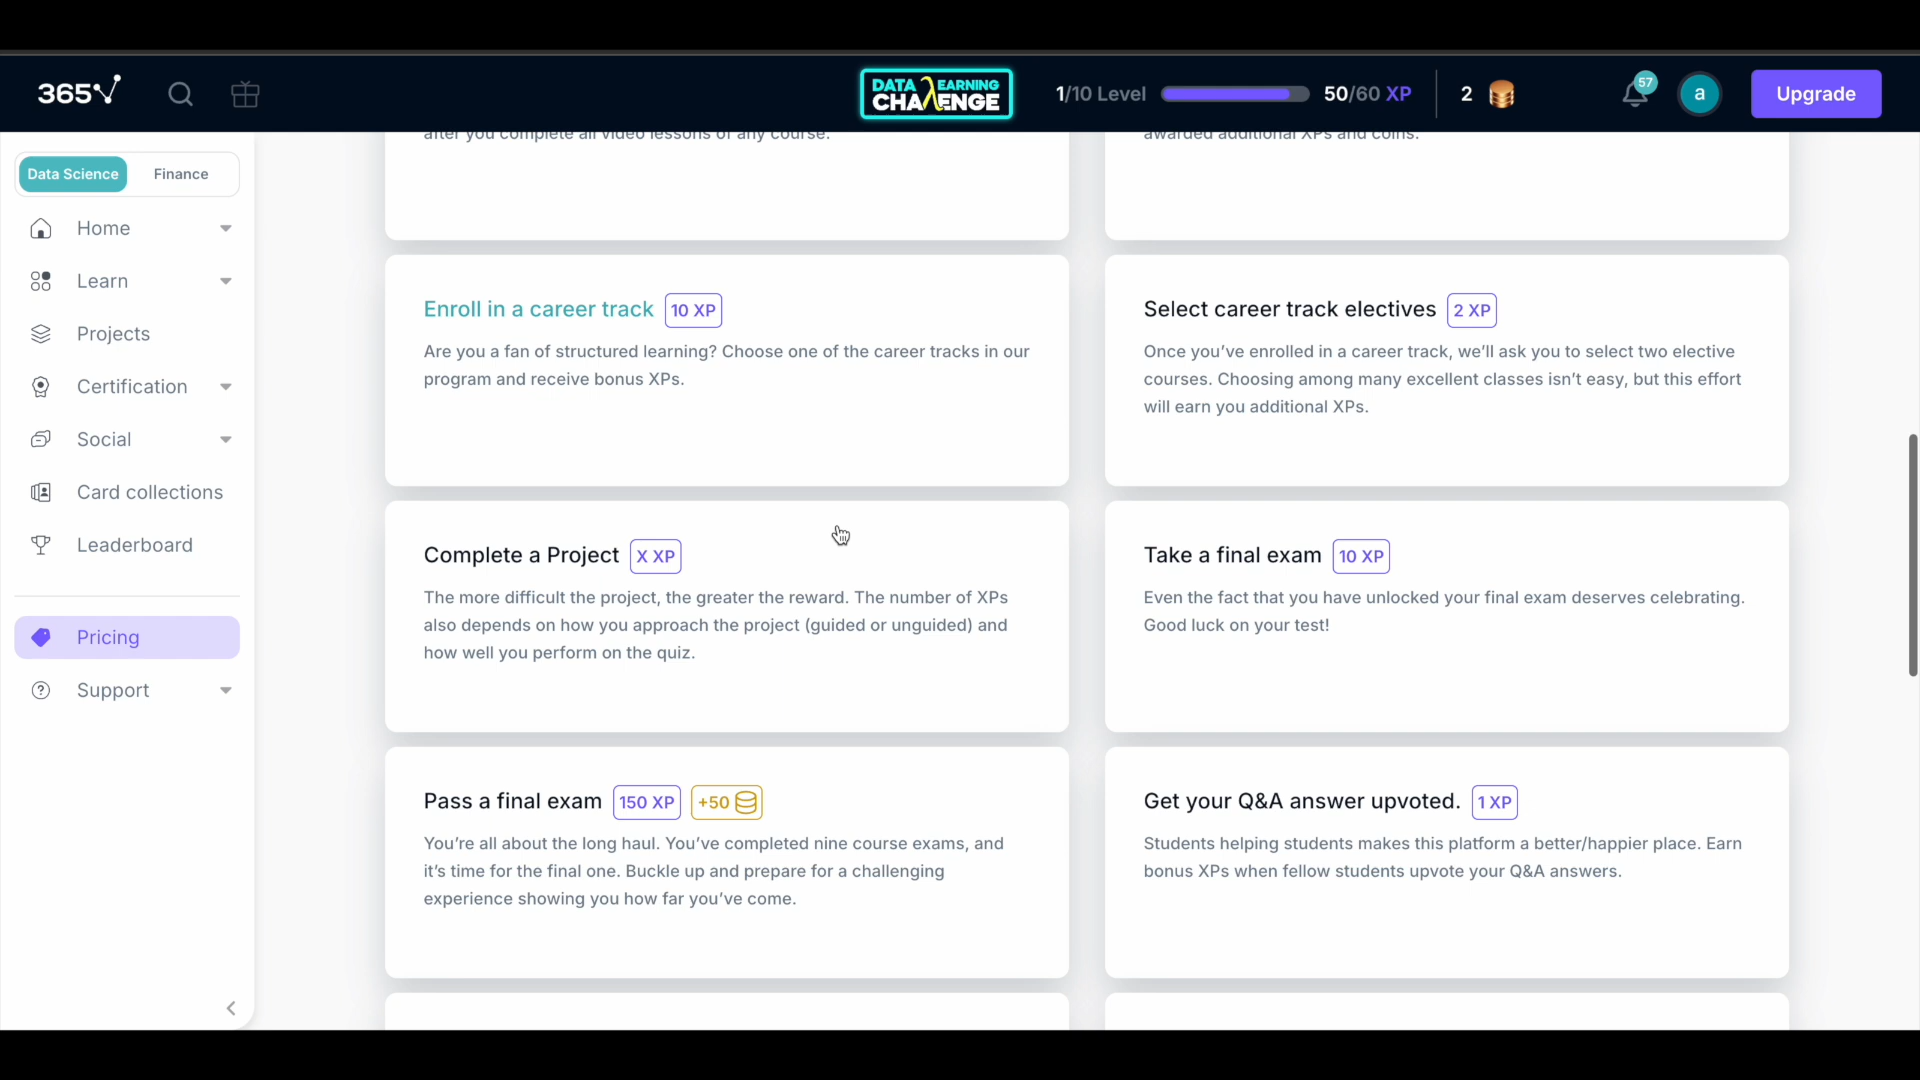 365
DATA LEARNING
CHALLENGE
1/10 Level
50/60 XP
2
57
a
Upgrade
Data Science
Finance
Home
Learn
Projects
Certification
Social
Card collections
Leaderboard
Pricing
Support
after you complete all video lessons of any course.
awarded additional XPs and coins.
Enroll in a career track 10 XP
Are you a fan of structured learning? Choose one of the career tracks in our
program and receive bonus XPs.
Select career track electives 2 XP
Once you’ve enrolled in a career track, we’ll ask you to select two elective
courses. Choosing among many excellent classes isn’t easy, but this effort
will earn you additional XPs.
Complete a Project X XP
The more difficult the project, the greater the reward. The number of XPs
also depends on how you approach the project (guided or unguided) and
how well you perform on the quiz.
Take a final exam 10 XP
Even the fact that you have unlocked your final exam deserves celebrating.
Good luck on your test!
Pass a final exam 150 XP +50
You’re all about the long haul. You’ve completed nine course exams, and
it’s time for the final one. Buckle up and prepare for a challenging
experience showing you how far you’ve come.
Get your Q&A answer upvoted. 1 XP
Students helping students makes this platform a better/happier place. Earn
bonus XPs when fellow students upvote your Q&A answers.